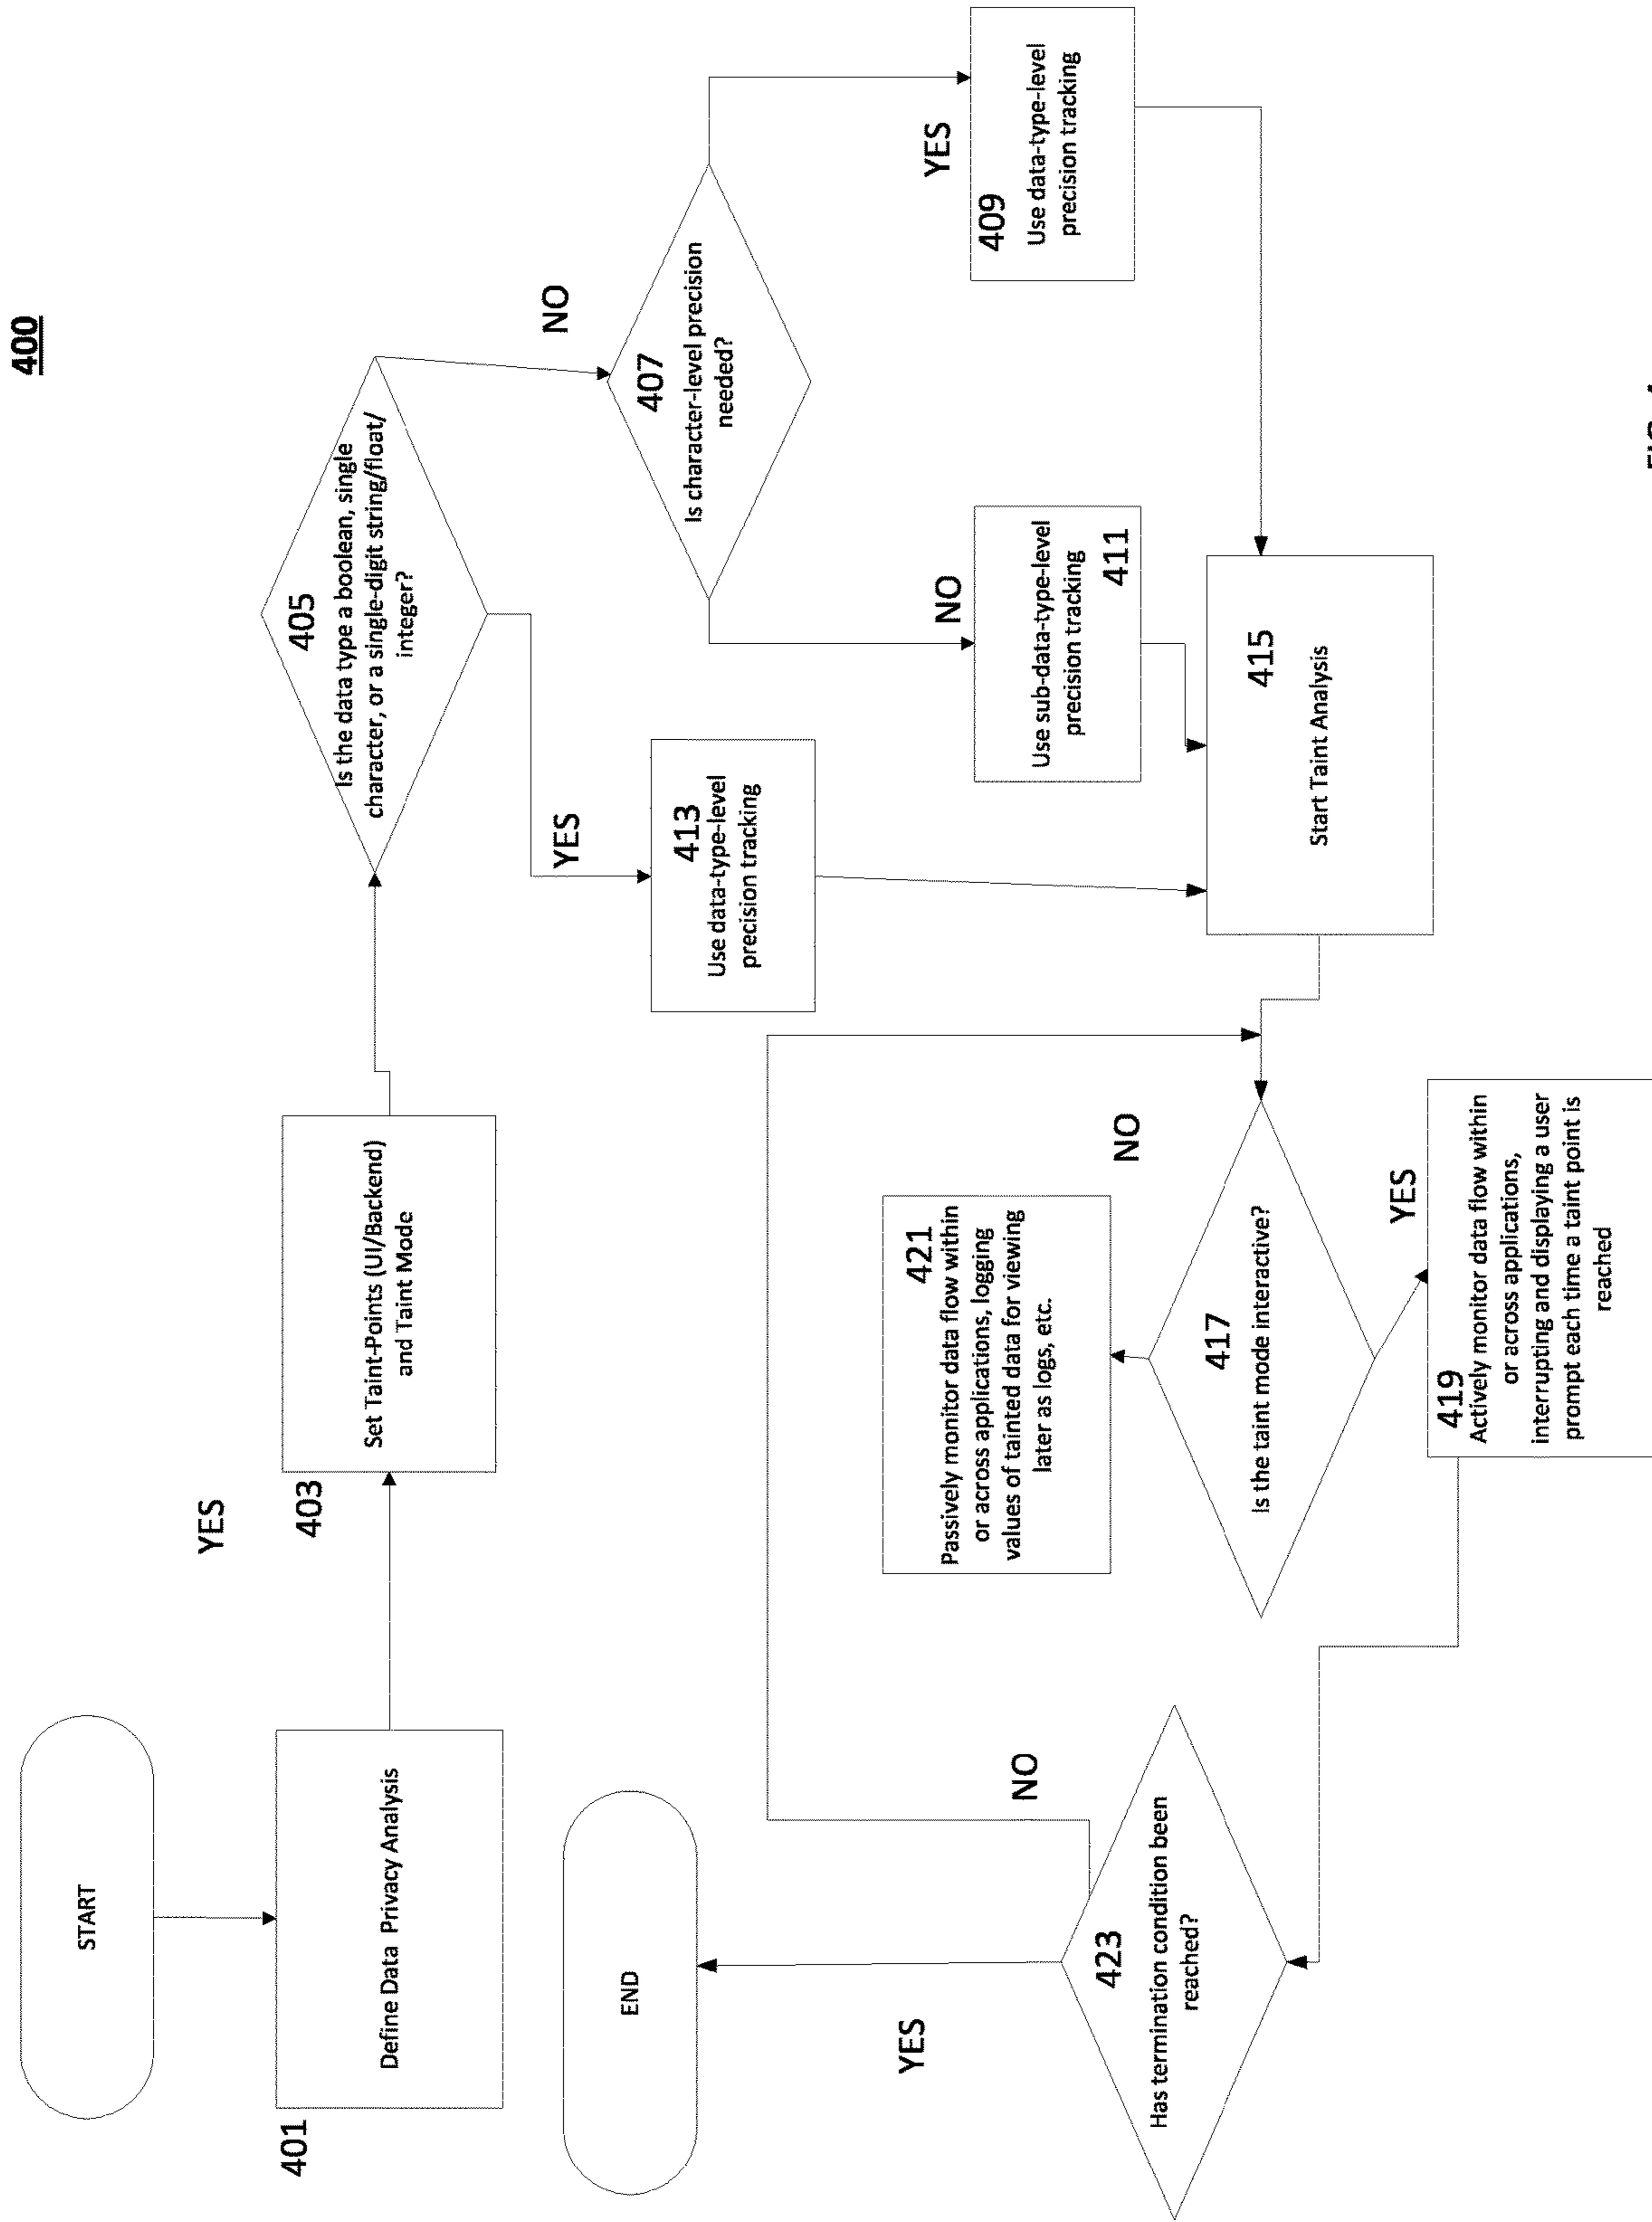 400
START
401
Define Data Privacy Analysis
YES
403
Set Taint-Points (UI/Backend)
and Taint Mode
405
Is the data type a boolean, single
character, or a single-digit string/float/
integer?
NO
YES
407
Is character-level precision
needed?
YES
409
Use data-type-level
precision tracking
NO
Use sub-data-type-level
precision tracking
411
413
Use data-type-level
precision tracking
415
Start Taint Analysis
417
Is the taint mode interactive?
NO
421
Passively monitor data flow within
or across applications, logging
values of tainted data for viewing
later as logs, etc.
YES
419
Actively monitor data flow within
or across applications,
interrupting and displaying a user
prompt each time a taint point is
reached
423
Has termination condition been
reached?
NO
YES
END